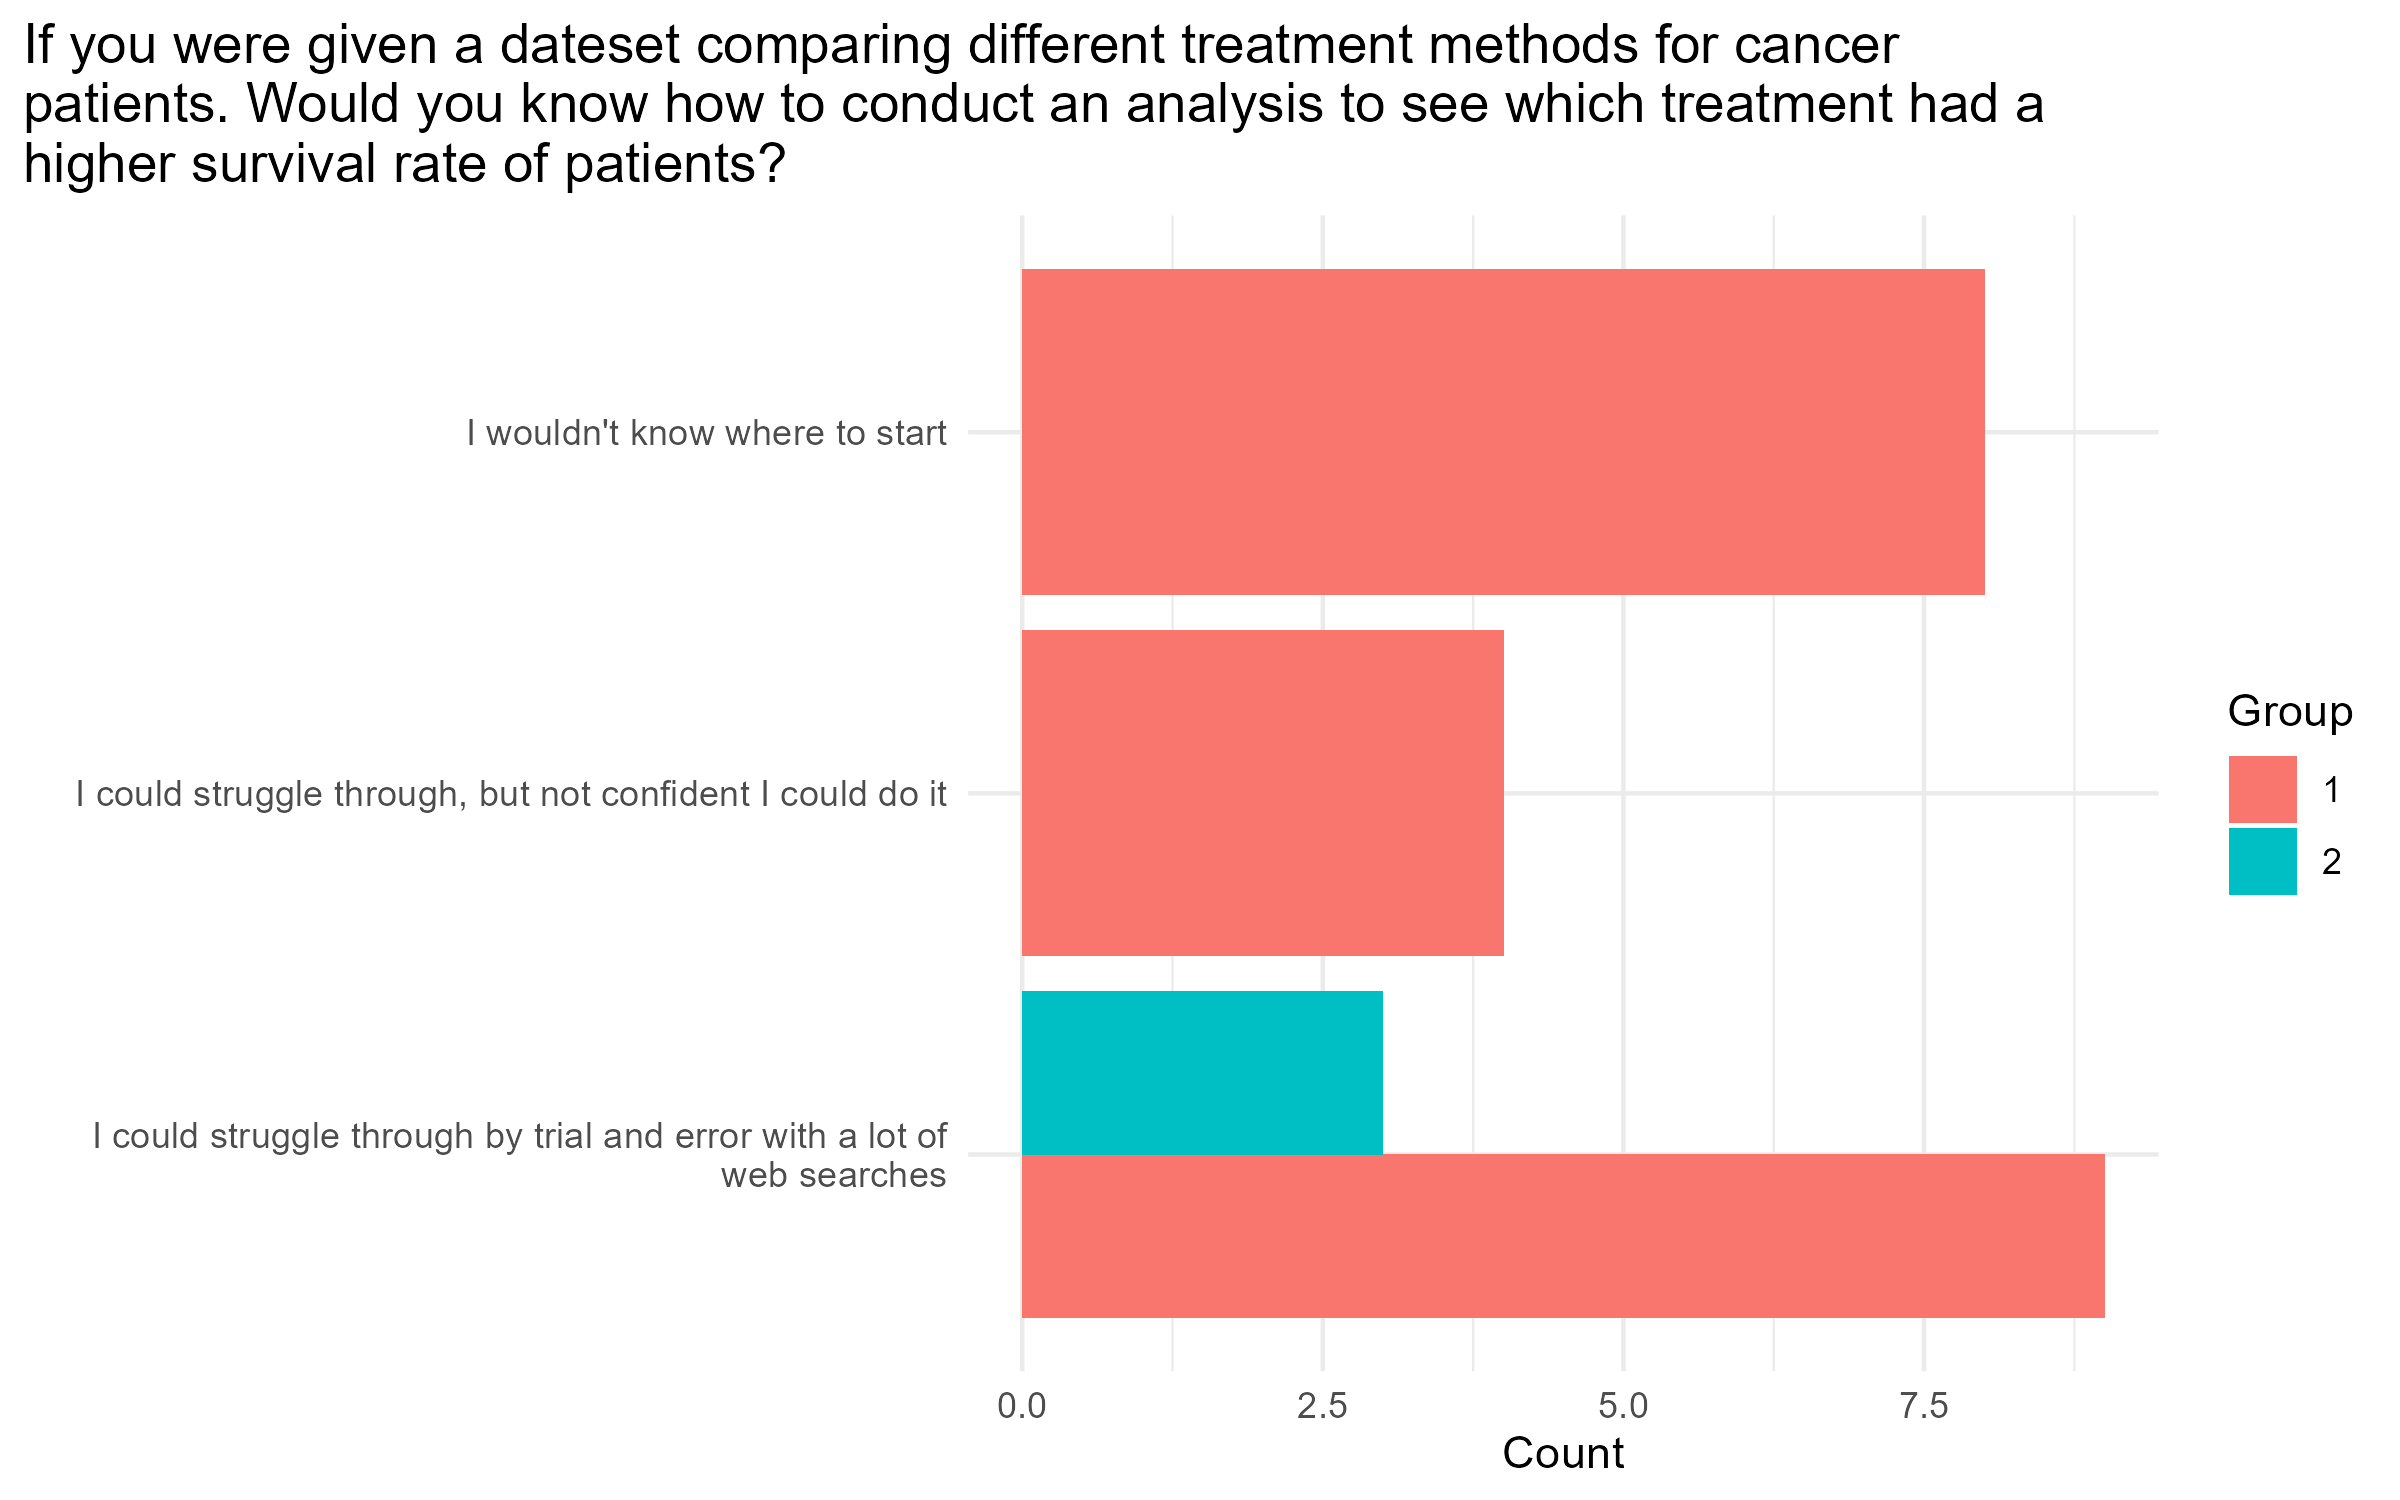 If you were given a dateset comparing different treatment methods for cancer
patients. Would you know how to conduct an analysis to see which treatment had a
higher survival rate of patients?
I wouldn't know where to start
I could struggle through, but not confident I could do it
I could struggle through by trial and error with a lot of
web searches
0.0 2.5 5.0 7.5
Count
Group
1
2